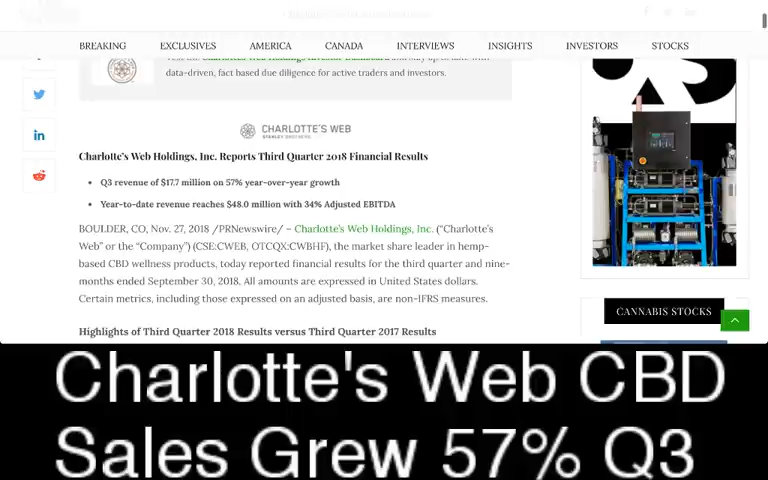 BREAKING EXCLUSIVES AMERICA CANADA INTERVIEWS INSIGHTS INVESTORS STOCKS
data-driven, fact based due diligence for active traders and investors.
CHARLOTTE'S WEB
STANLEY BROTHERS
Charlotte's Web Holdings, Inc. Reports Third Quarter 2018 Financial Results
• Q3 revenue of $17.7 million on 57% year-over-year growth
• Year-to-date revenue reaches $48.0 million with 34% Adjusted EBITDA
BOULDER, CO, Nov. 27, 2018 /PRNewswire/ – Charlotte's Web Holdings, Inc. ("Charlotte's
Web" or the "Company") (CSE:CWEB, OTCQX:CWBHF), the market share leader in hemp-
based CBD wellness products, today reported financial results for the third quarter and nine-
months ended September 30, 2018. All amounts are expressed in United States dollars.
Certain metrics, including those expressed on an adjusted basis, are non-IFRS measures.
Highlights of Third Quarter 2018 Results versus Third Quarter 2017 Results
CANNABIS STOCKS
Charlotte's Web CBD
Sales Grew 57% Q3